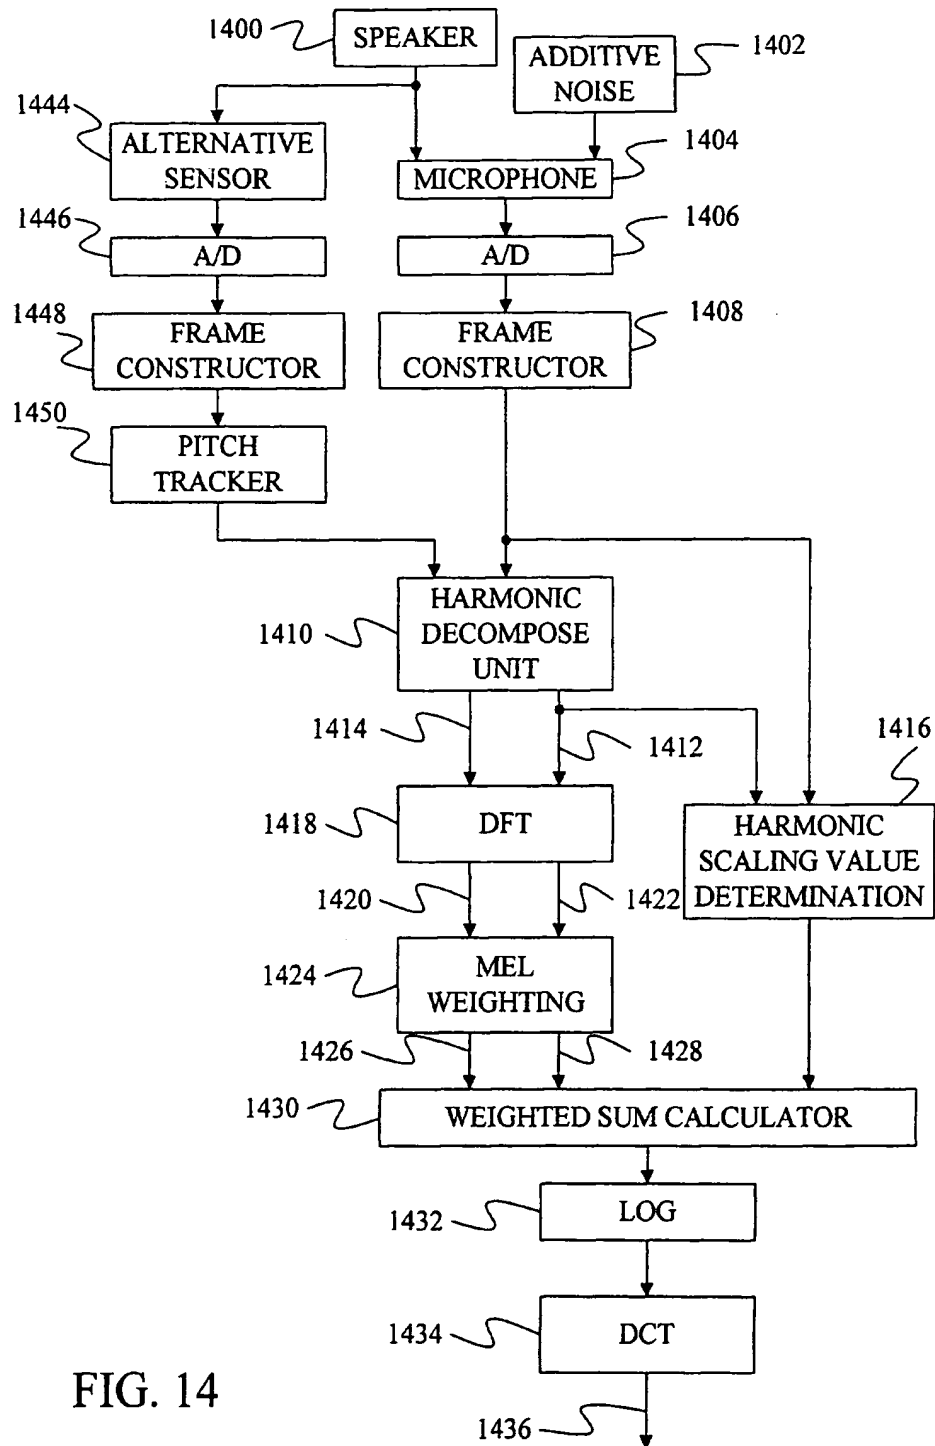 1400
SPEAKER
ADDITIVE
NOISE
1402
1444
ALTERNATIVE
SENSOR
MICROPHONE
1404
1446
A/D
A/D
1406
1448
FRAME
CONSTRUCTOR
FRAME
CONSTRUCTOR
1408
1450
PITCH
TRACKER
HARMONIC
DECOMPOSE
UNIT
1410
1414
1412
1416
1418
DFT
HARMONIC
SCALING VALUE
DETERMINATION
1420
1422
1424
MEL
WEIGHTING
1426
1428
1430
WEIGHTED SUM CALCULATOR
1432
LOG
1434
DCT
FIG. 14
1436